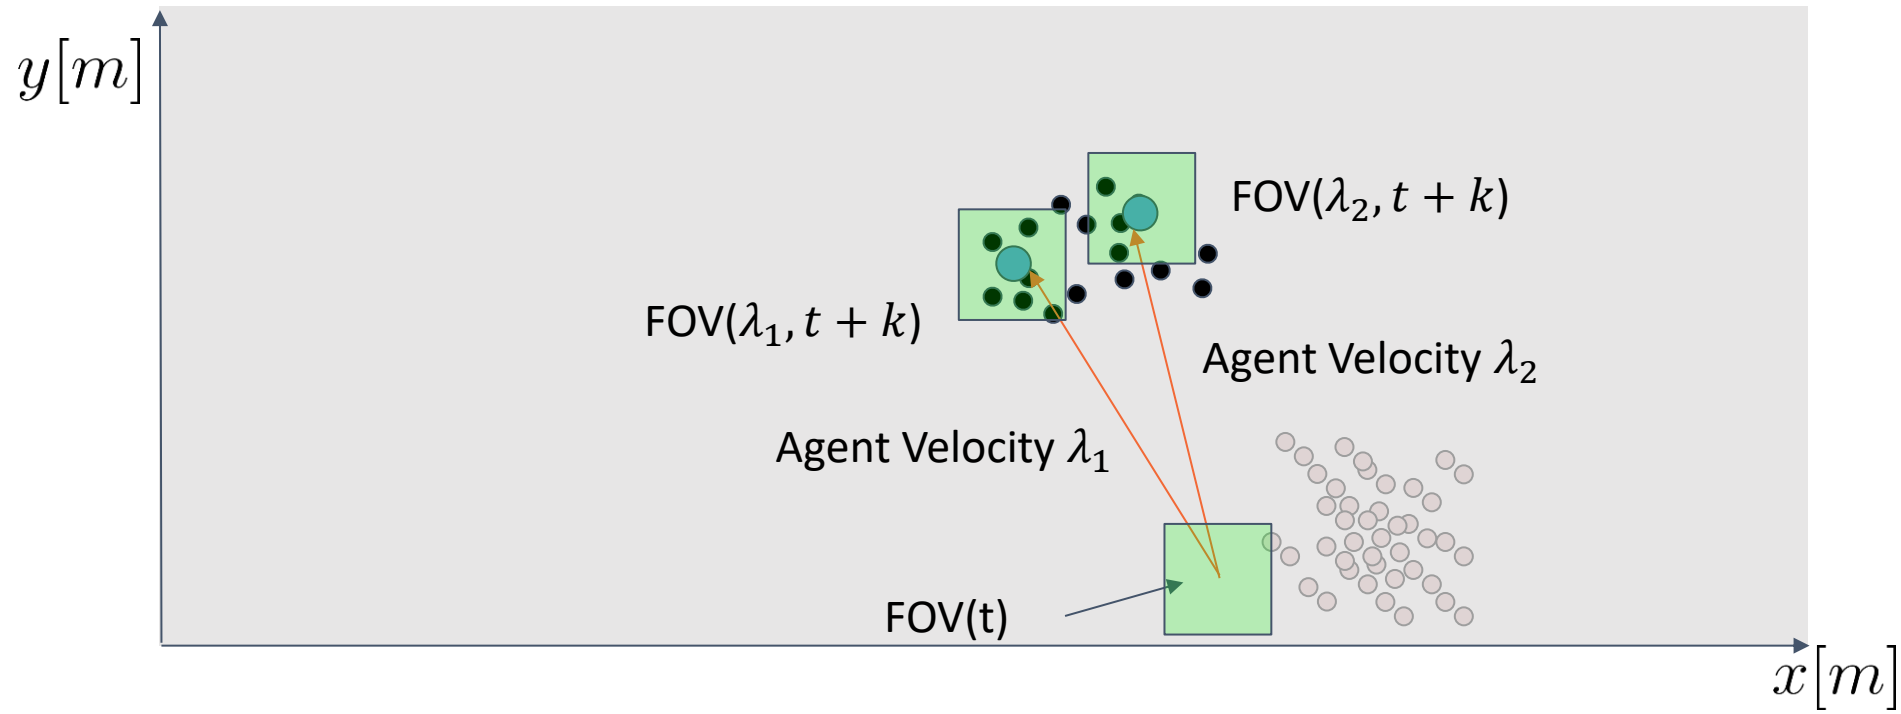 y[m]
FOV(λ₂, t + k)
FOV(λ₁, t + k)
Agent Velocity λ₂
Agent Velocity λ₁
FOV(t)
x[m]